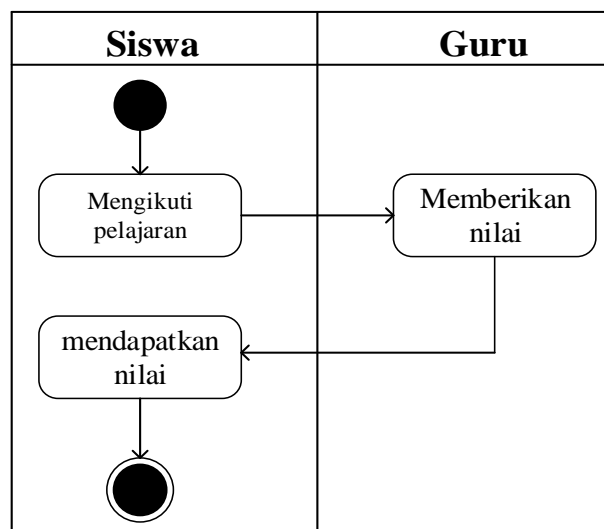 Siswa
Guru
Mengikuti
pelajaran
Memberikan
nilai
mendapatkan
nilai